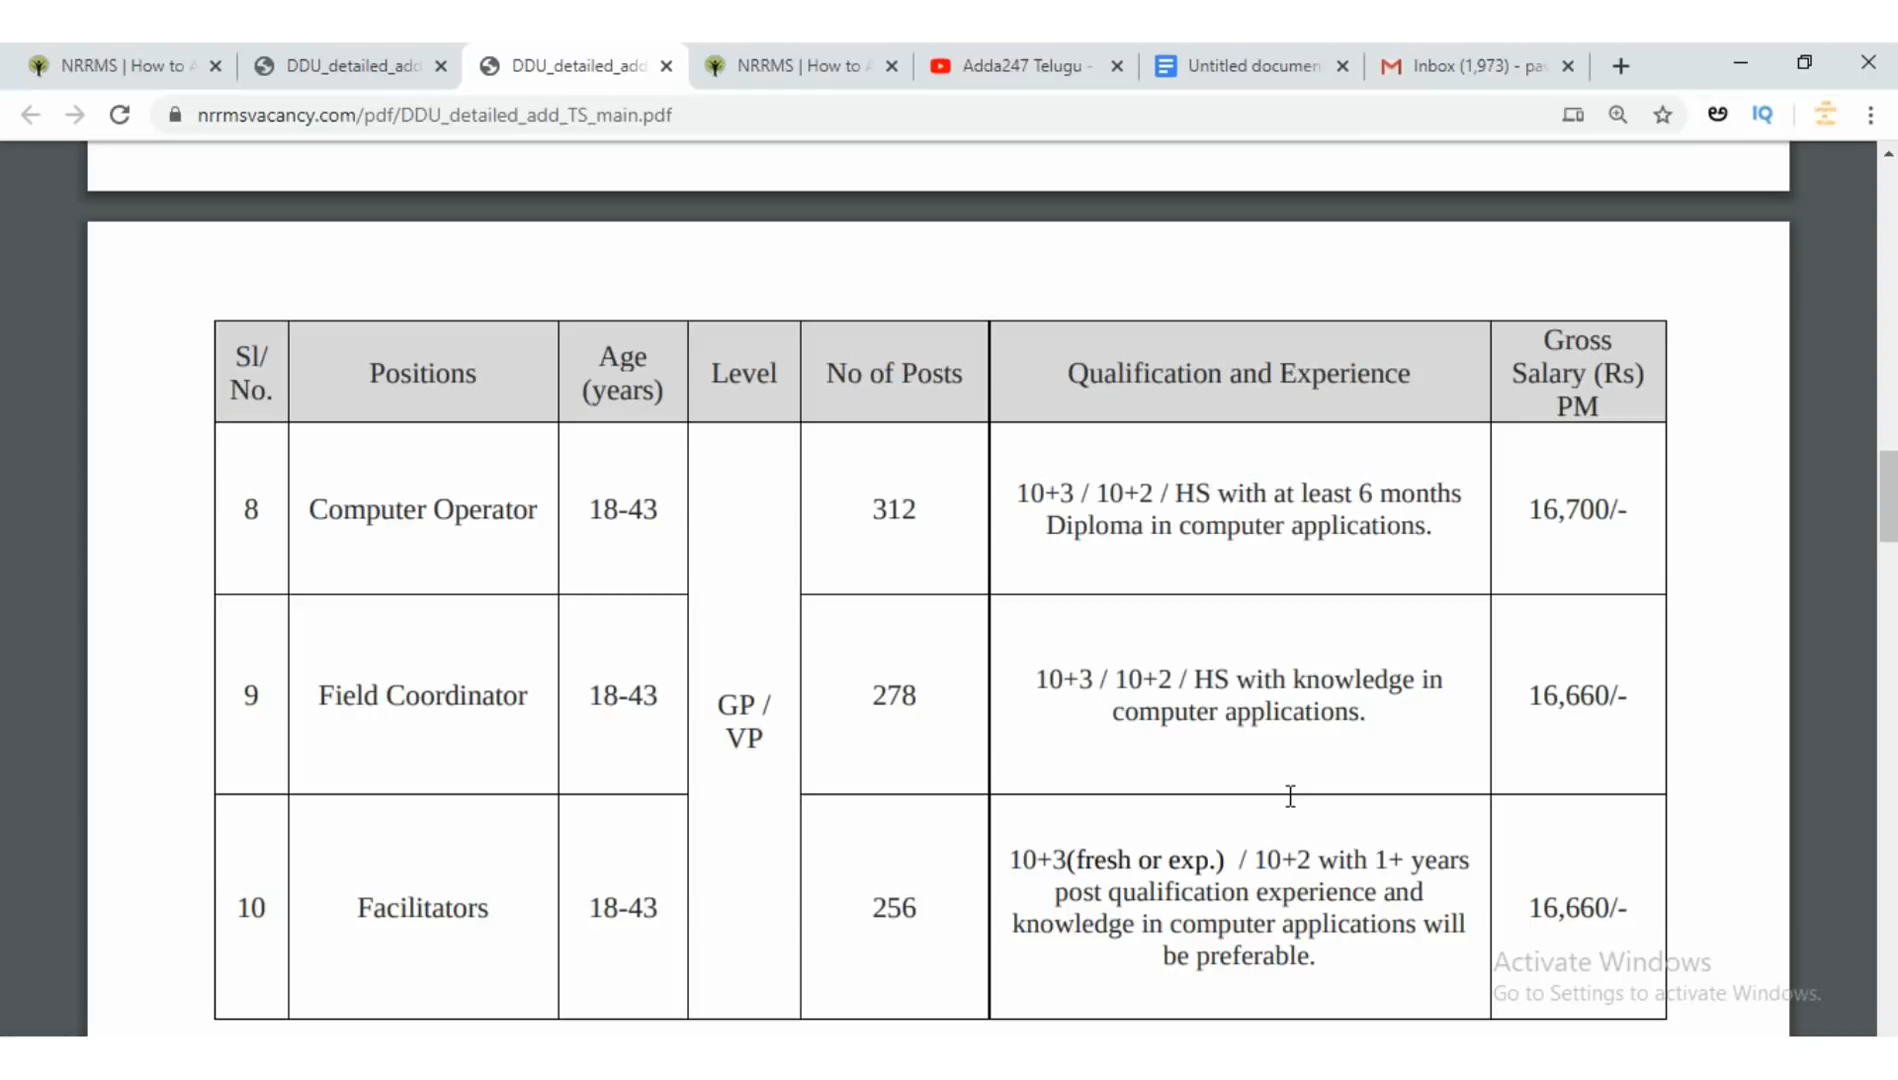 NRRMS | How to
DDU_detailed_add
DDU_detailed_add
NRRMS | How to A
Adda247 Telugu -
Untitled documen
Inbox (1,973) - pa
nrrmsvacancy.com/pdf/DDU_detailed_add_TS_main.pdf
IQ
Sl/
No.
Positions
Age
(years)
Level
No of Posts
Qualification and Experience
Gross
Salary (Rs)
PM
8
Computer Operator
18-43
312
10+3 / 10+2 / HS with at least 6 months
Diploma in computer applications.
16,700/-
9
Field Coordinator
18-43
GP /
VP
278
10+3 / 10+2 / HS with knowledge in
computer applications.
16,660/-
10
Facilitators
18-43
256
10+3(fresh or exp.) / 10+2 with 1+ years
post qualification experience and
knowledge in computer applications will
be preferable.
16,660/-
Activate Windows
Go to Settings to activate Windows.